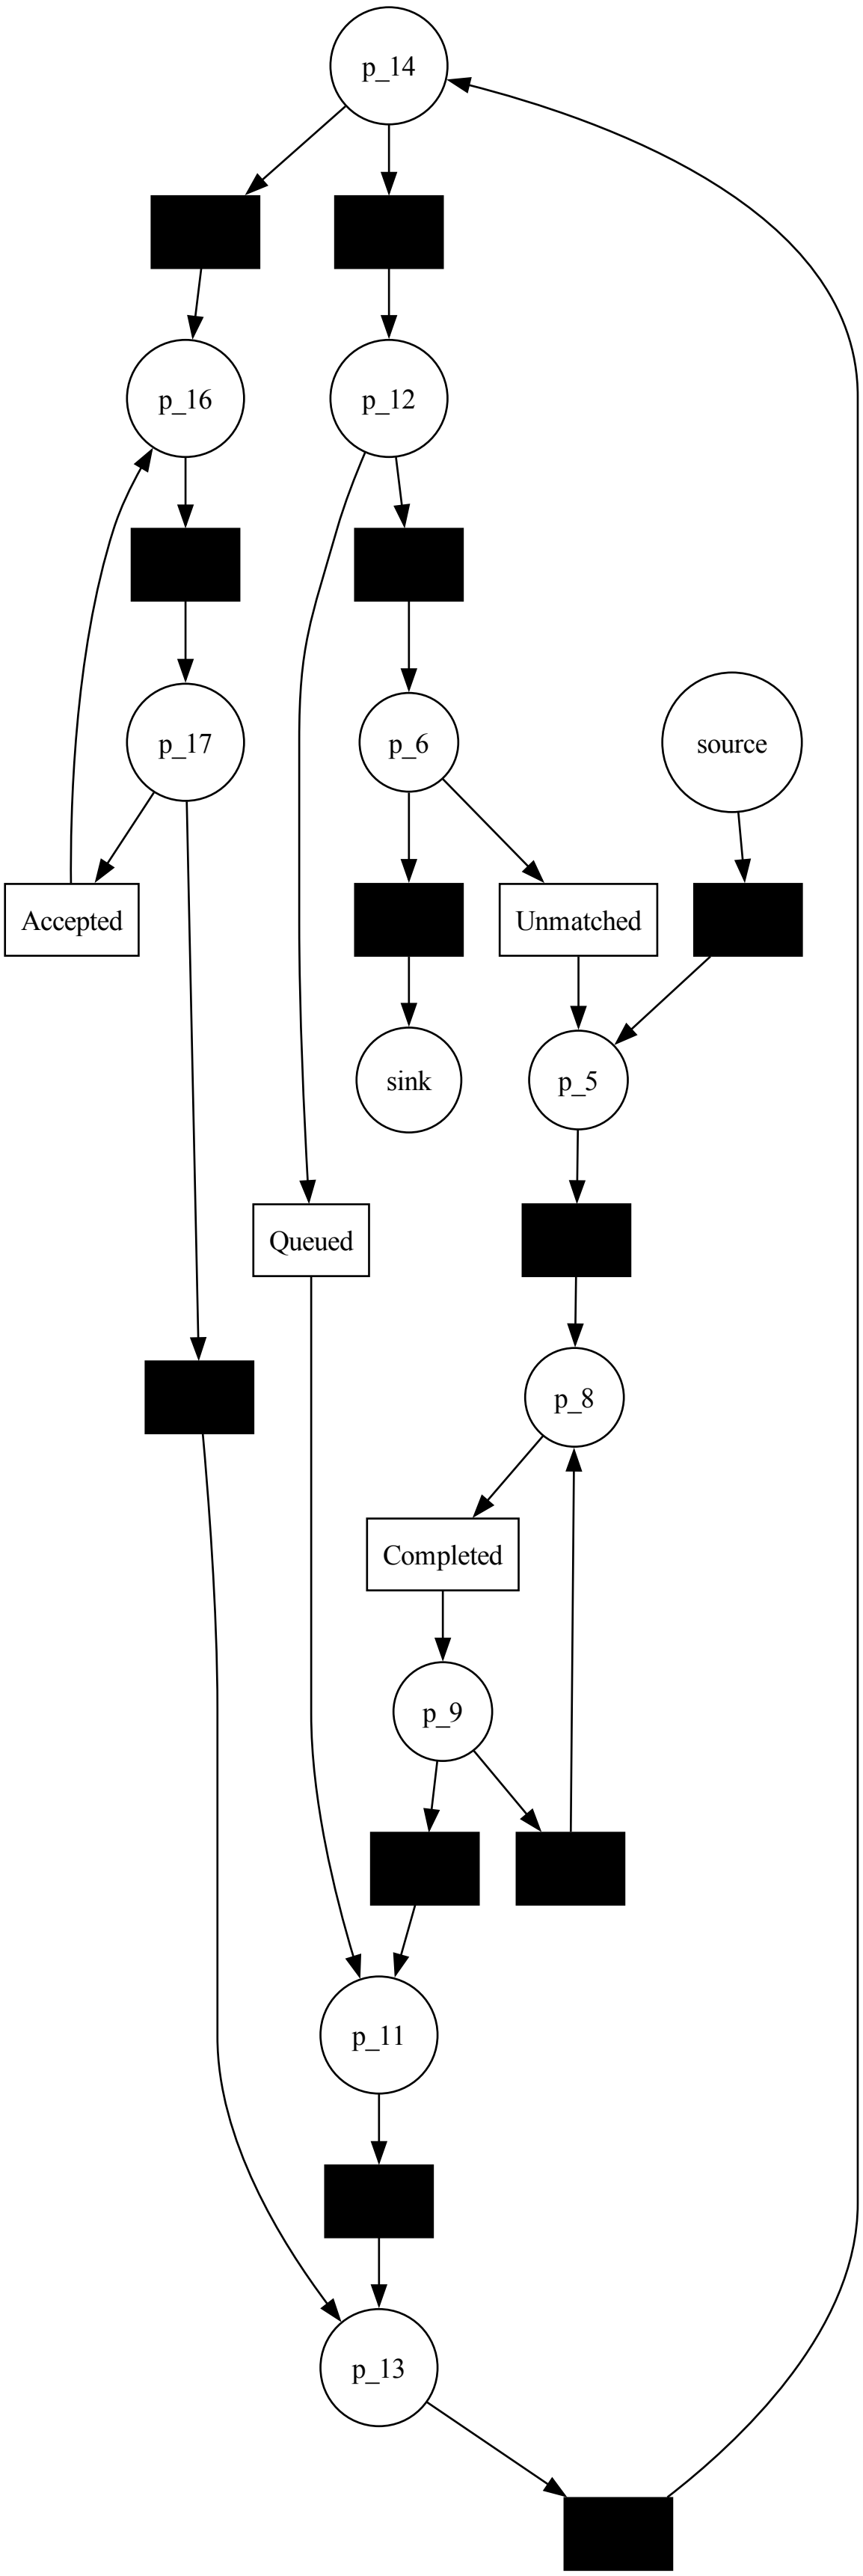 p_14
p_16
p_12
p_17
p_6
source
Accepted
Unmatched
sink
p_5
Queued
p_8
Completed
p_9
p_11
p_13